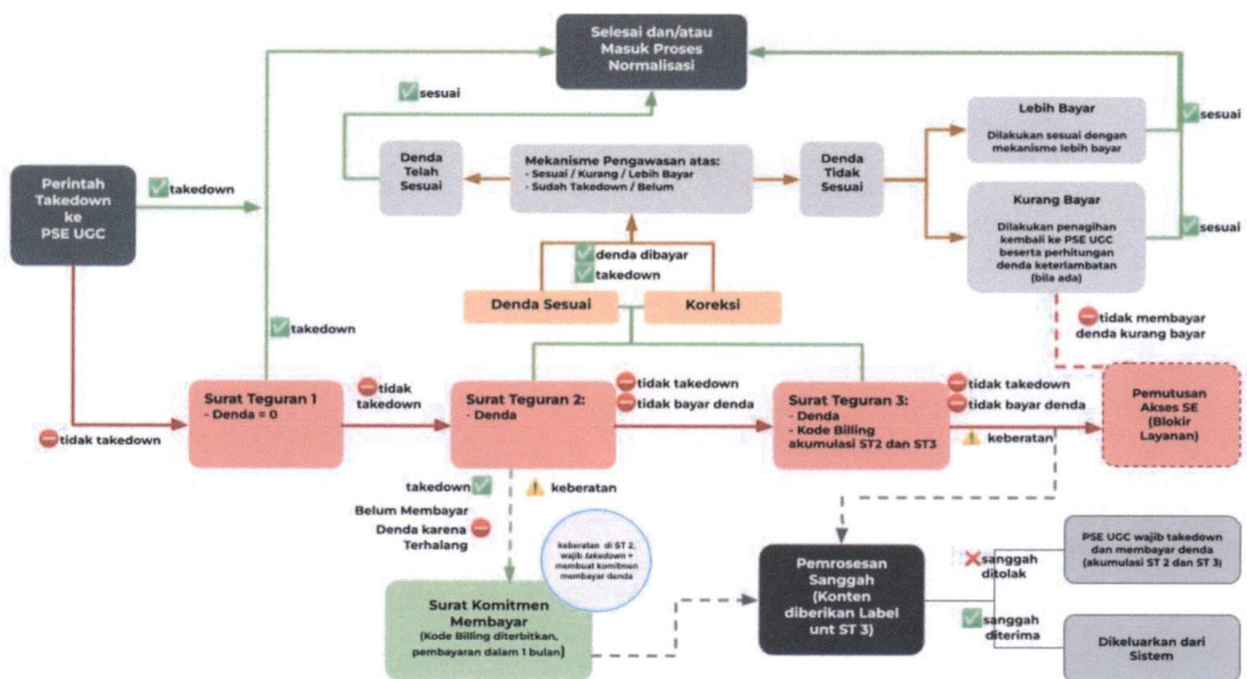 Selesai dan/atau
Masuk Proses
Normalisasi
✅sesuai
Lebih Bayar
Dilakukan sesuai dengan
mekanisme lebih bayar
✅sesuai
Perintah
Takedown
ke
PSE UGC
✅takedown
Denda
Telah
Sesuai
Mekanisme Pengawasan atas:
- Sesuai / Kurang / Lebih Bayar
- Sudah Takedown / Belum
Denda
Tidak
Sesuai
Kurang Bayar
Dilakukan penagihan
kembali ke PSE UGC
beserta perhitungan
denda keterlambatan
(bila ada)
✅sesuai
✅denda dibayar
✅takedown
Denda Sesuai
Koreksi
⛔tidak membayar
denda kurang bayar
✅takedown
⛔tidak takedown
Surat Teguran 1
- Denda = 0
⛔tidak
takedown
Surat Teguran 2:
- Denda
⛔tidak takedown
⛔tidak bayar denda
Surat Teguran 3:
- Denda
- Kode Billing
akumulasi ST2 dan ST3
⛔tidak takedown
⛔tidak bayar denda
⚠️ keberatan
Pemutusan
Akses SE
(Blokir
Layanan)
takedown✅
⚠️ keberatan
Belum Membayar
Denda karena ⛔
Terhalang
keberatan di ST 2,
wajib takedown +
membuat komitmen
membayar denda
Surat Komitmen
Membayar
(Kode Billing diterbitkan,
pembayaran dalam 1 bulan)
Pemrosesan
Sanggah
(Konten
diberikan Label
unt ST 3)
❌sanggah
ditolak
PSE UGC wajib takedown
dan membayar denda
(akumulasi ST 2 dan ST 3)
✅sanggah
diterima
Dikeluarkan dari
Sistem